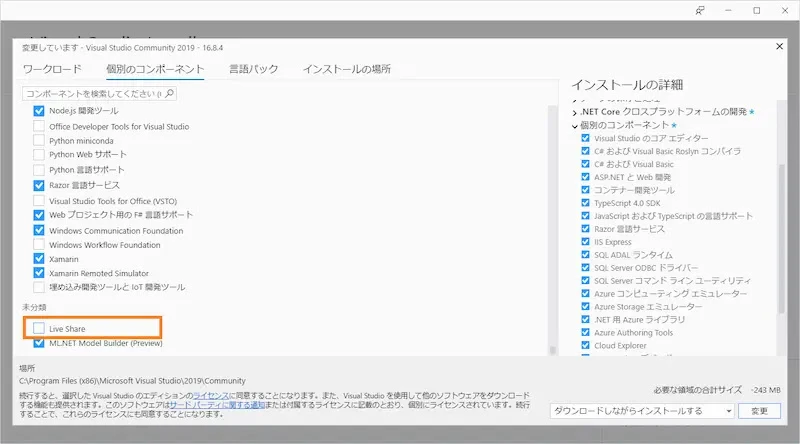 変更しています - Visual Studio Community 2019 - 16.8.4
ワークロード 個別のコンポーネント 言語パック インストールの場所
コンポーネントを検索してください (
Node.js 開発ツール
Office Developer Tools for Visual Studio
Python miniconda
Python Web サポート
Python 言語サポート
Razor 言語サービス
Visual Studio Tools for Office (VSTO)
Web プロジェクト用の F# 言語サポート
Windows Communication Foundation
Windows Workflow Foundation
Xamarin
Xamarin Remoted Simulator
埋め込み開発ツールと IoT 開発ツール
未分類
Live Share
ML.NET Model Builder (Preview)
インストールの詳細
.NET Core クロスプラットフォームの開発 *
個別のコンポーネント *
Visual Studio のコア エディター
C# および Visual Basic Roslyn コンパイラ
C# および Visual Basic
ASP.NET と Web 開発
コンテナー開発ツール
TypeScript 4.0 SDK
JavaScript および TypeScript の言語サポート
Razor 言語サービス
IIS Express
SQL ADAL ランタイム
SQL Server ODBC ドライバー
SQL Server コマンド ライン ユーティリティ
Azure コンピューティング エミュレーター
Azure Storage エミュレーター
.NET 用 Azure ライブラリ
Azure Authoring Tools
Cloud Explorer
場所
C:\Program Files (x86)\Microsoft Visual Studio\2019\Community
続行すると、選択した Visual Studio のエディションのライセンスに同意することになります。また、Visual Studio を使用して他のソフトウェアをダウンロード
する機能も提供されます。このソフトウェアはサード パーティに関する通知または付属するライセンスに記載のとおり、個別にライセンスされています。続行
することで、これらのライセンスにも同意することになります。
必要な領域の合計サイズ -243 MB
ダウンロードしながらインストールする 変更